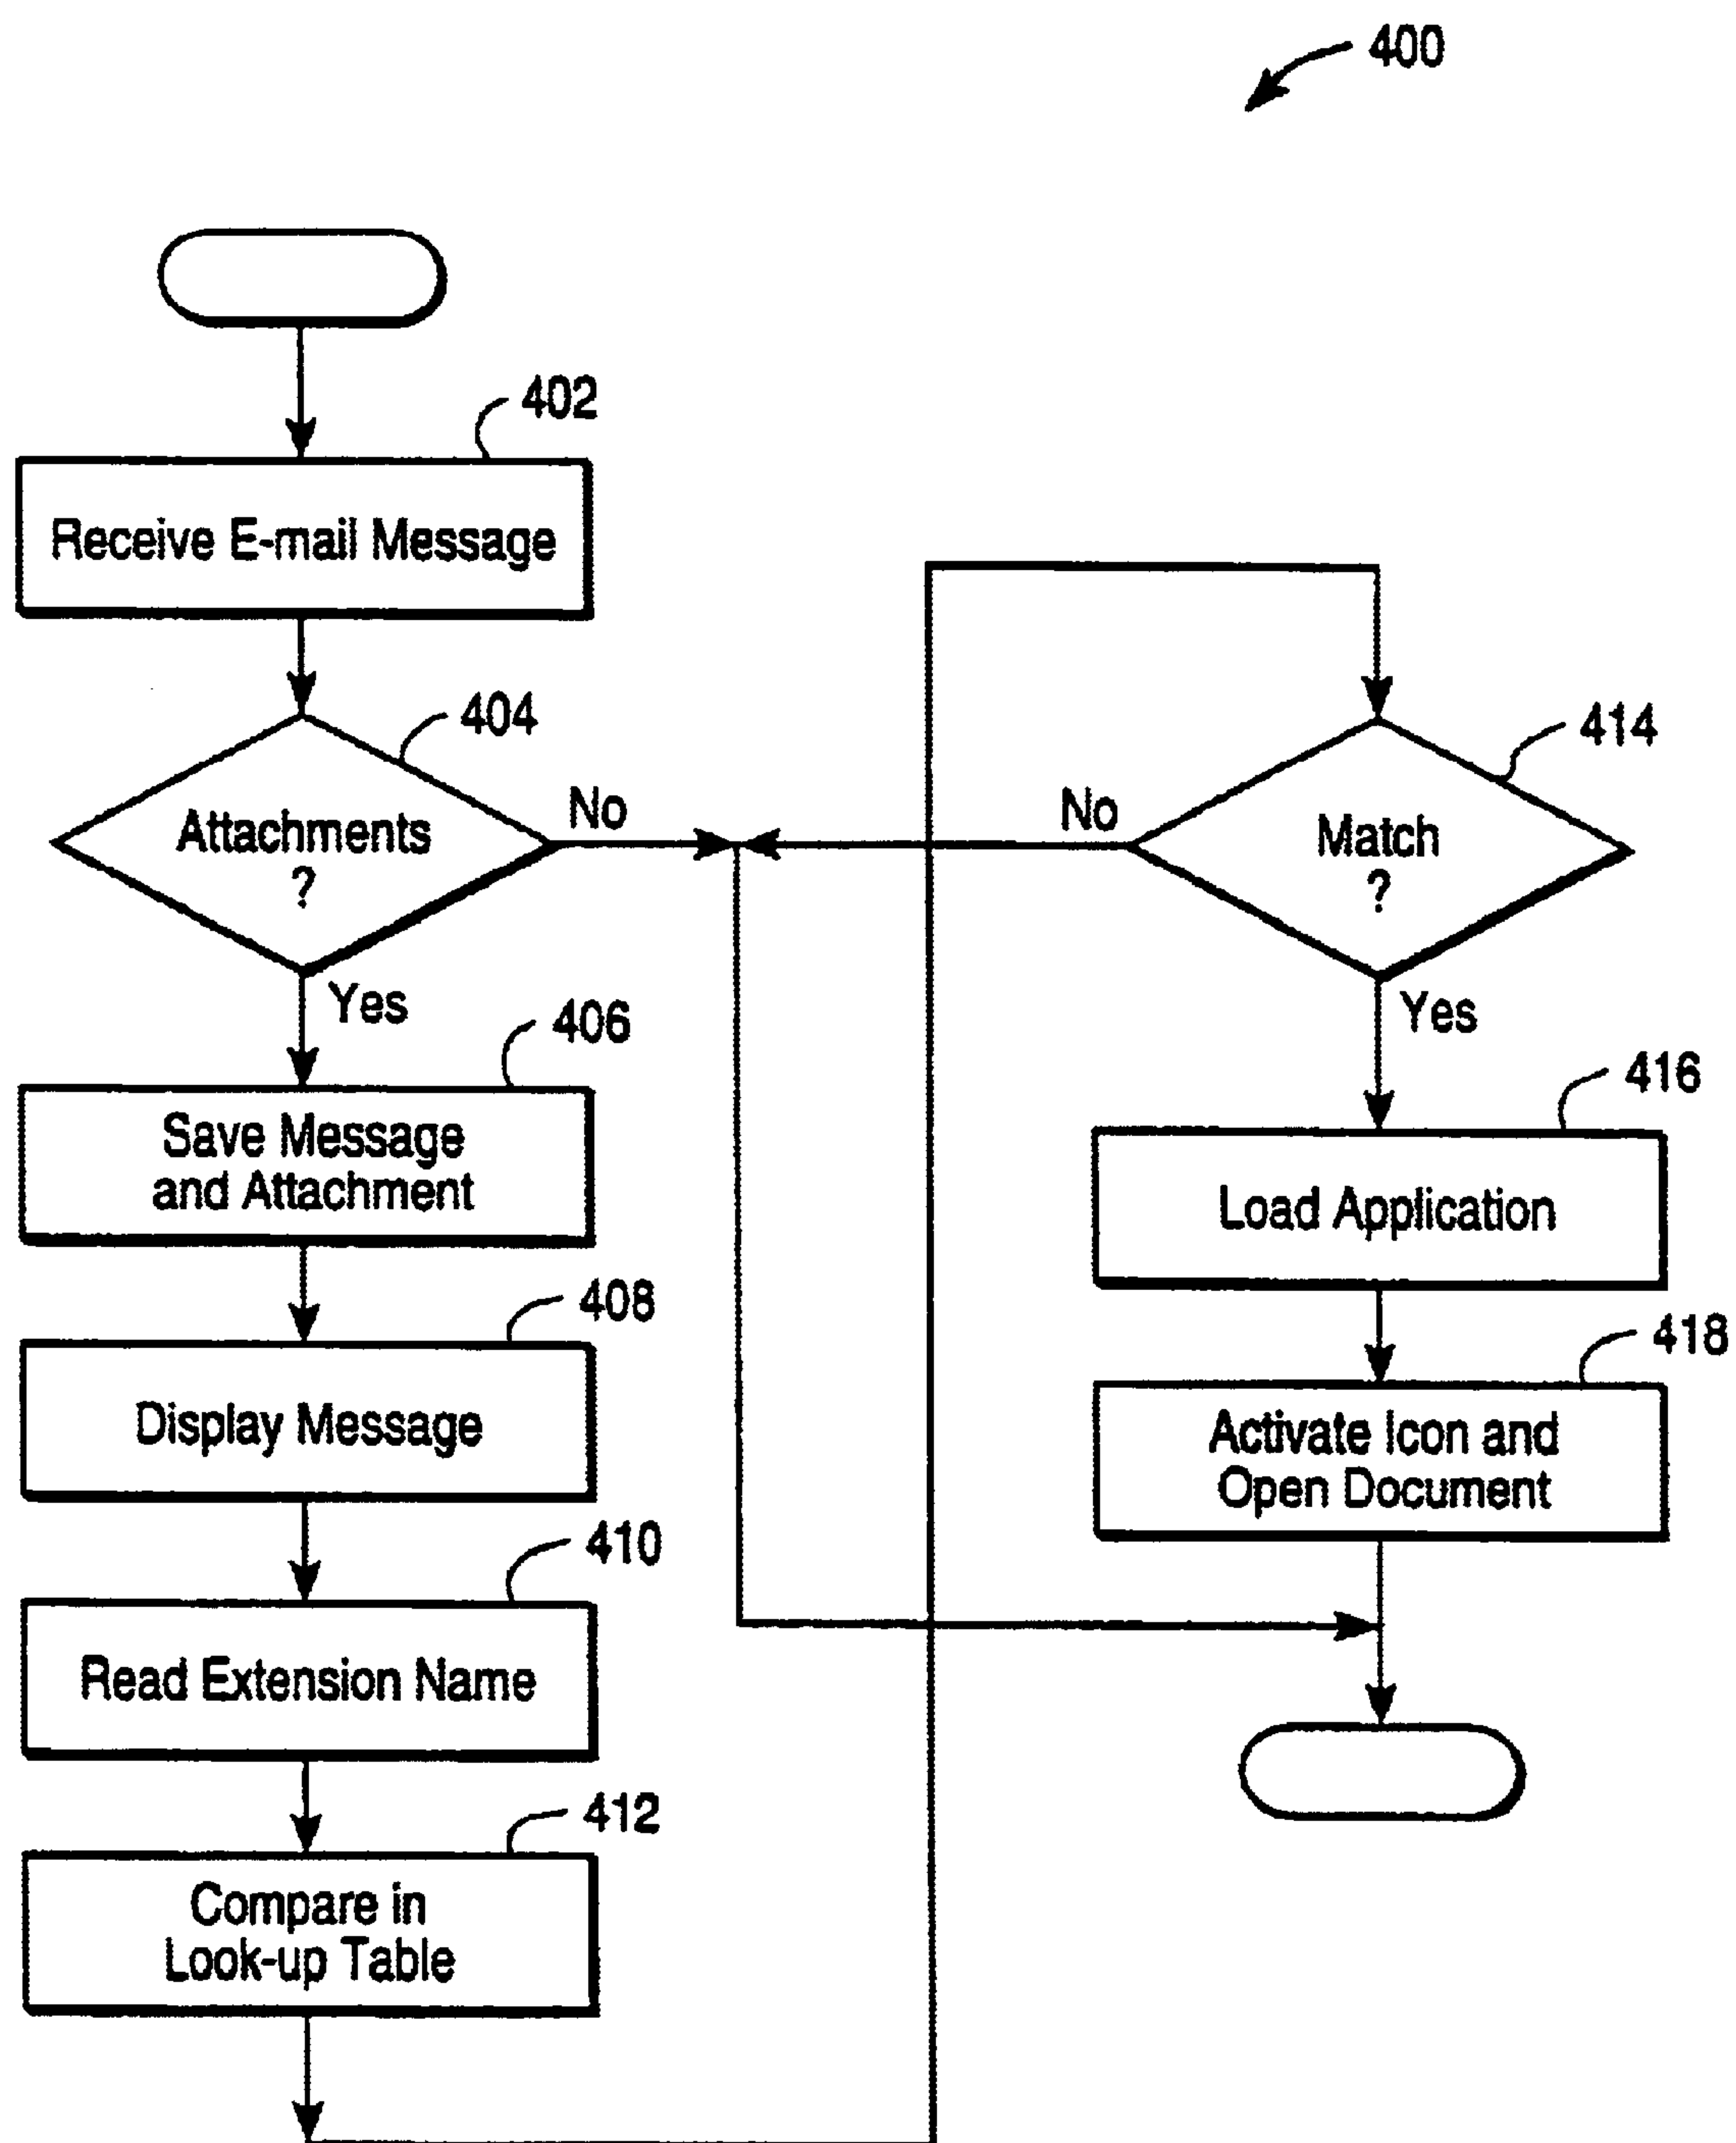 400
402
Receive E-mail Message
404
Attachments
?
No
Yes
406
Save Message
and Attachment
408
Display Message
410
Read Extension Name
412
Compare in
Look-up Table
414
Match
?
No
Yes
416
Load Application
418
Activate Icon and
Open Document